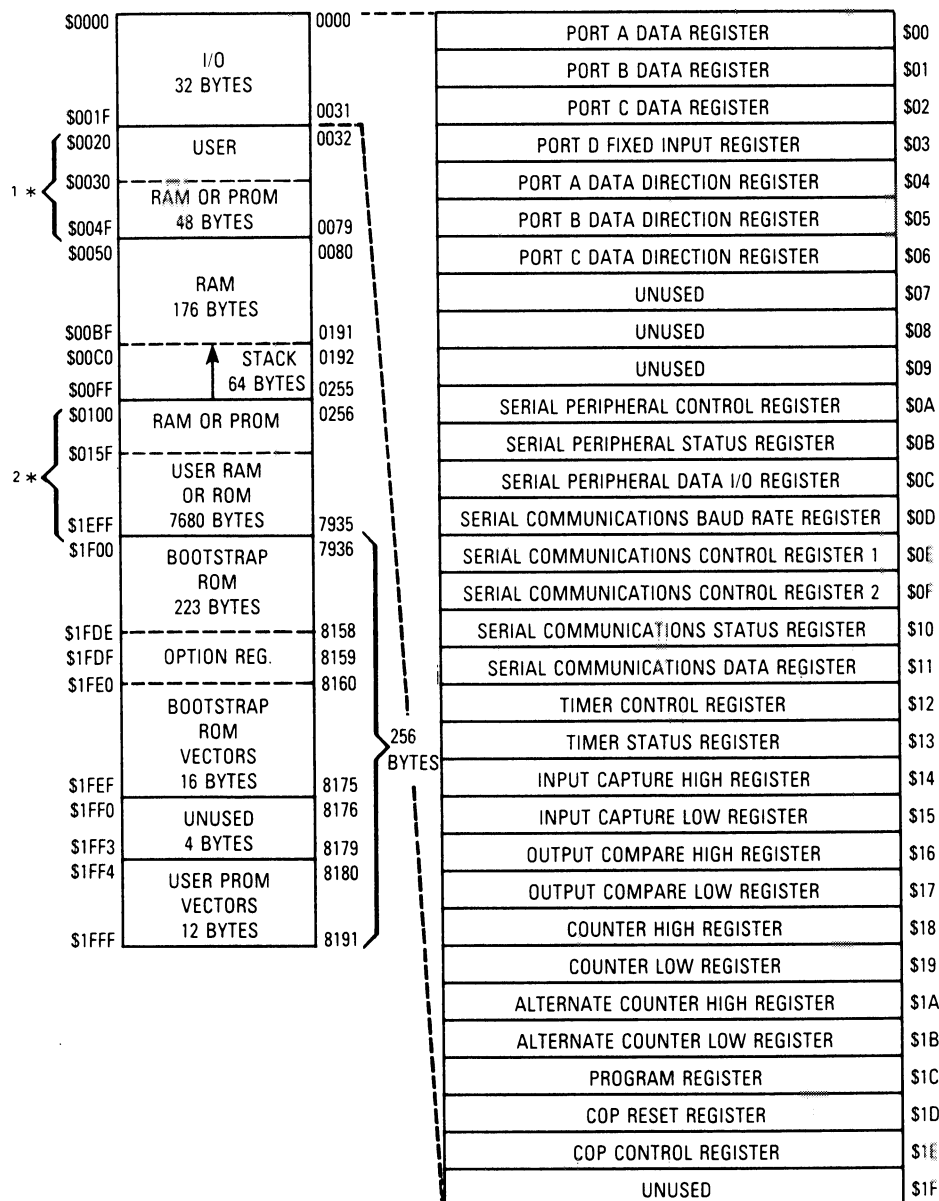 $0000
0000
I/O
32 BYTES
$001F
0031
$0020
USER
0032
1 *
$0030
RAM OR PROM
48 BYTES
$004F
0079
$0050
0080
RAM
176 BYTES
$00BF
0191
$00C0
STACK
0192
64 BYTES
$00FF
0255
$0100
RAM OR PROM
0256
$015F
2 *
USER RAM
OR ROM
7680 BYTES
$1EFF
7935
$1F00
7936
BOOTSTRAP
ROM
223 BYTES
$1FDE
8158
$1FDF
OPTION REG.
8159
$1FE0
8160
BOOTSTRAP
ROM
VECTORS
16 BYTES
$1FEF
8175
$1FF0
8176
UNUSED
4 BYTES
$1FF3
8179
$1FF4
8180
USER PROM
VECTORS
12 BYTES
$1FFF
8191
256
BYTES
PORT A DATA REGISTER $00
PORT B DATA REGISTER $01
PORT C DATA REGISTER $02
PORT D FIXED INPUT REGISTER $03
PORT A DATA DIRECTION REGISTER $04
PORT B DATA DIRECTION REGISTER $05
PORT C DATA DIRECTION REGISTER $06
UNUSED $07
UNUSED $08
UNUSED $09
SERIAL PERIPHERAL CONTROL REGISTER $0A
SERIAL PERIPHERAL STATUS REGISTER $0B
SERIAL PERIPHERAL DATA I/O REGISTER $0C
SERIAL COMMUNICATIONS BAUD RATE REGISTER $0D
SERIAL COMMUNICATIONS CONTROL REGISTER 1 $0E
SERIAL COMMUNICATIONS CONTROL REGISTER 2 $0F
SERIAL COMMUNICATIONS STATUS REGISTER $10
SERIAL COMMUNICATIONS DATA REGISTER $11
TIMER CONTROL REGISTER $12
TIMER STATUS REGISTER $13
INPUT CAPTURE HIGH REGISTER $14
INPUT CAPTURE LOW REGISTER $15
OUTPUT COMPARE HIGH REGISTER $16
OUTPUT COMPARE LOW REGISTER $17
COUNTER HIGH REGISTER $18
COUNTER LOW REGISTER $19
ALTERNATE COUNTER HIGH REGISTER $1A
ALTERNATE COUNTER LOW REGISTER $1B
PROGRAM REGISTER $1C
COP RESET REGISTER $1D
COP CONTROL REGISTER $1E
UNUSED $1F